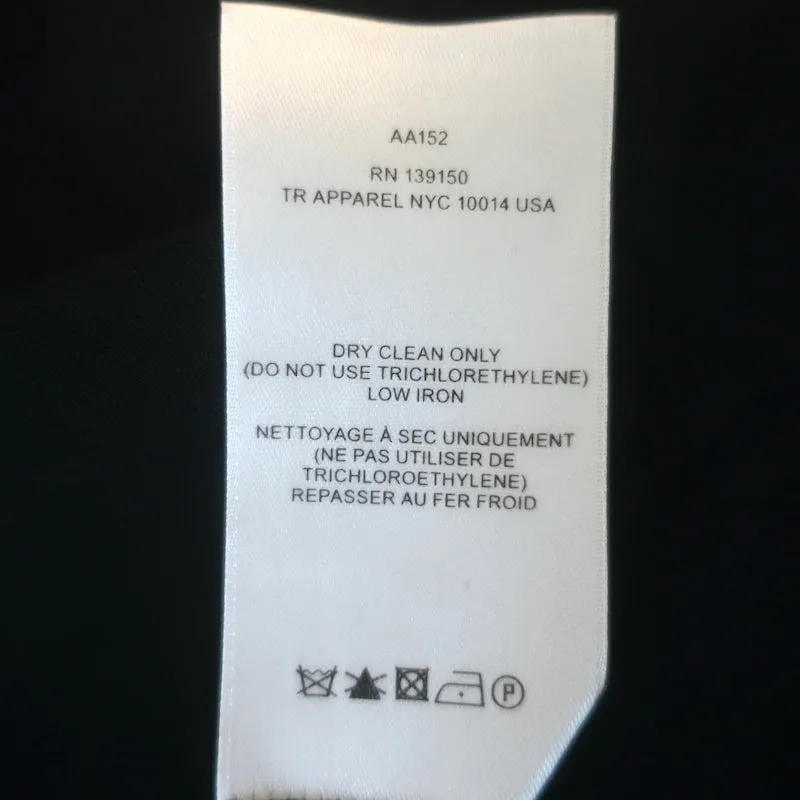 AA152
RN 139150
TR APPAREL NYC 10014 USA
DRY CLEAN ONLY
(DO NOT USE TRICHLORETHYLENE)
LOW IRON
NETTOYAGE À SEC UNIQUEMENT
(NE PAS UTILISER DE
TRICHLOROETHYLENE)
REPASSER AU FER FROID
P